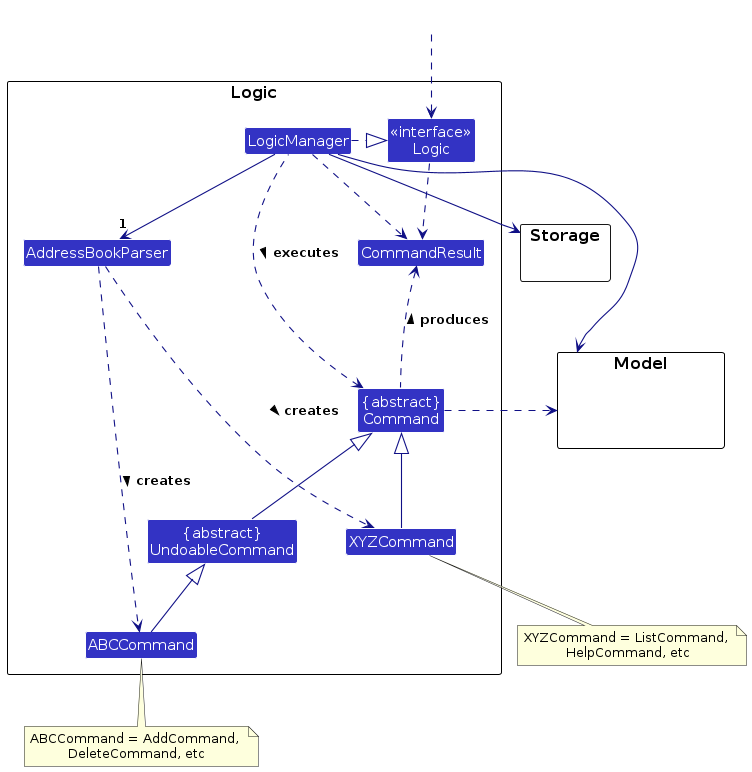 Logic
LogicManager
«interface»
Logic
1
Storage
AddressBookParser
executes
CommandResult
produces
Model
{abstract}
Command
creates
creates
{abstract}
UndoableCommand
XYZCommand
ABCCommand
XYZCommand = ListCommand,
HelpCommand, etc
ABCCommand = AddCommand,
DeleteCommand, etc